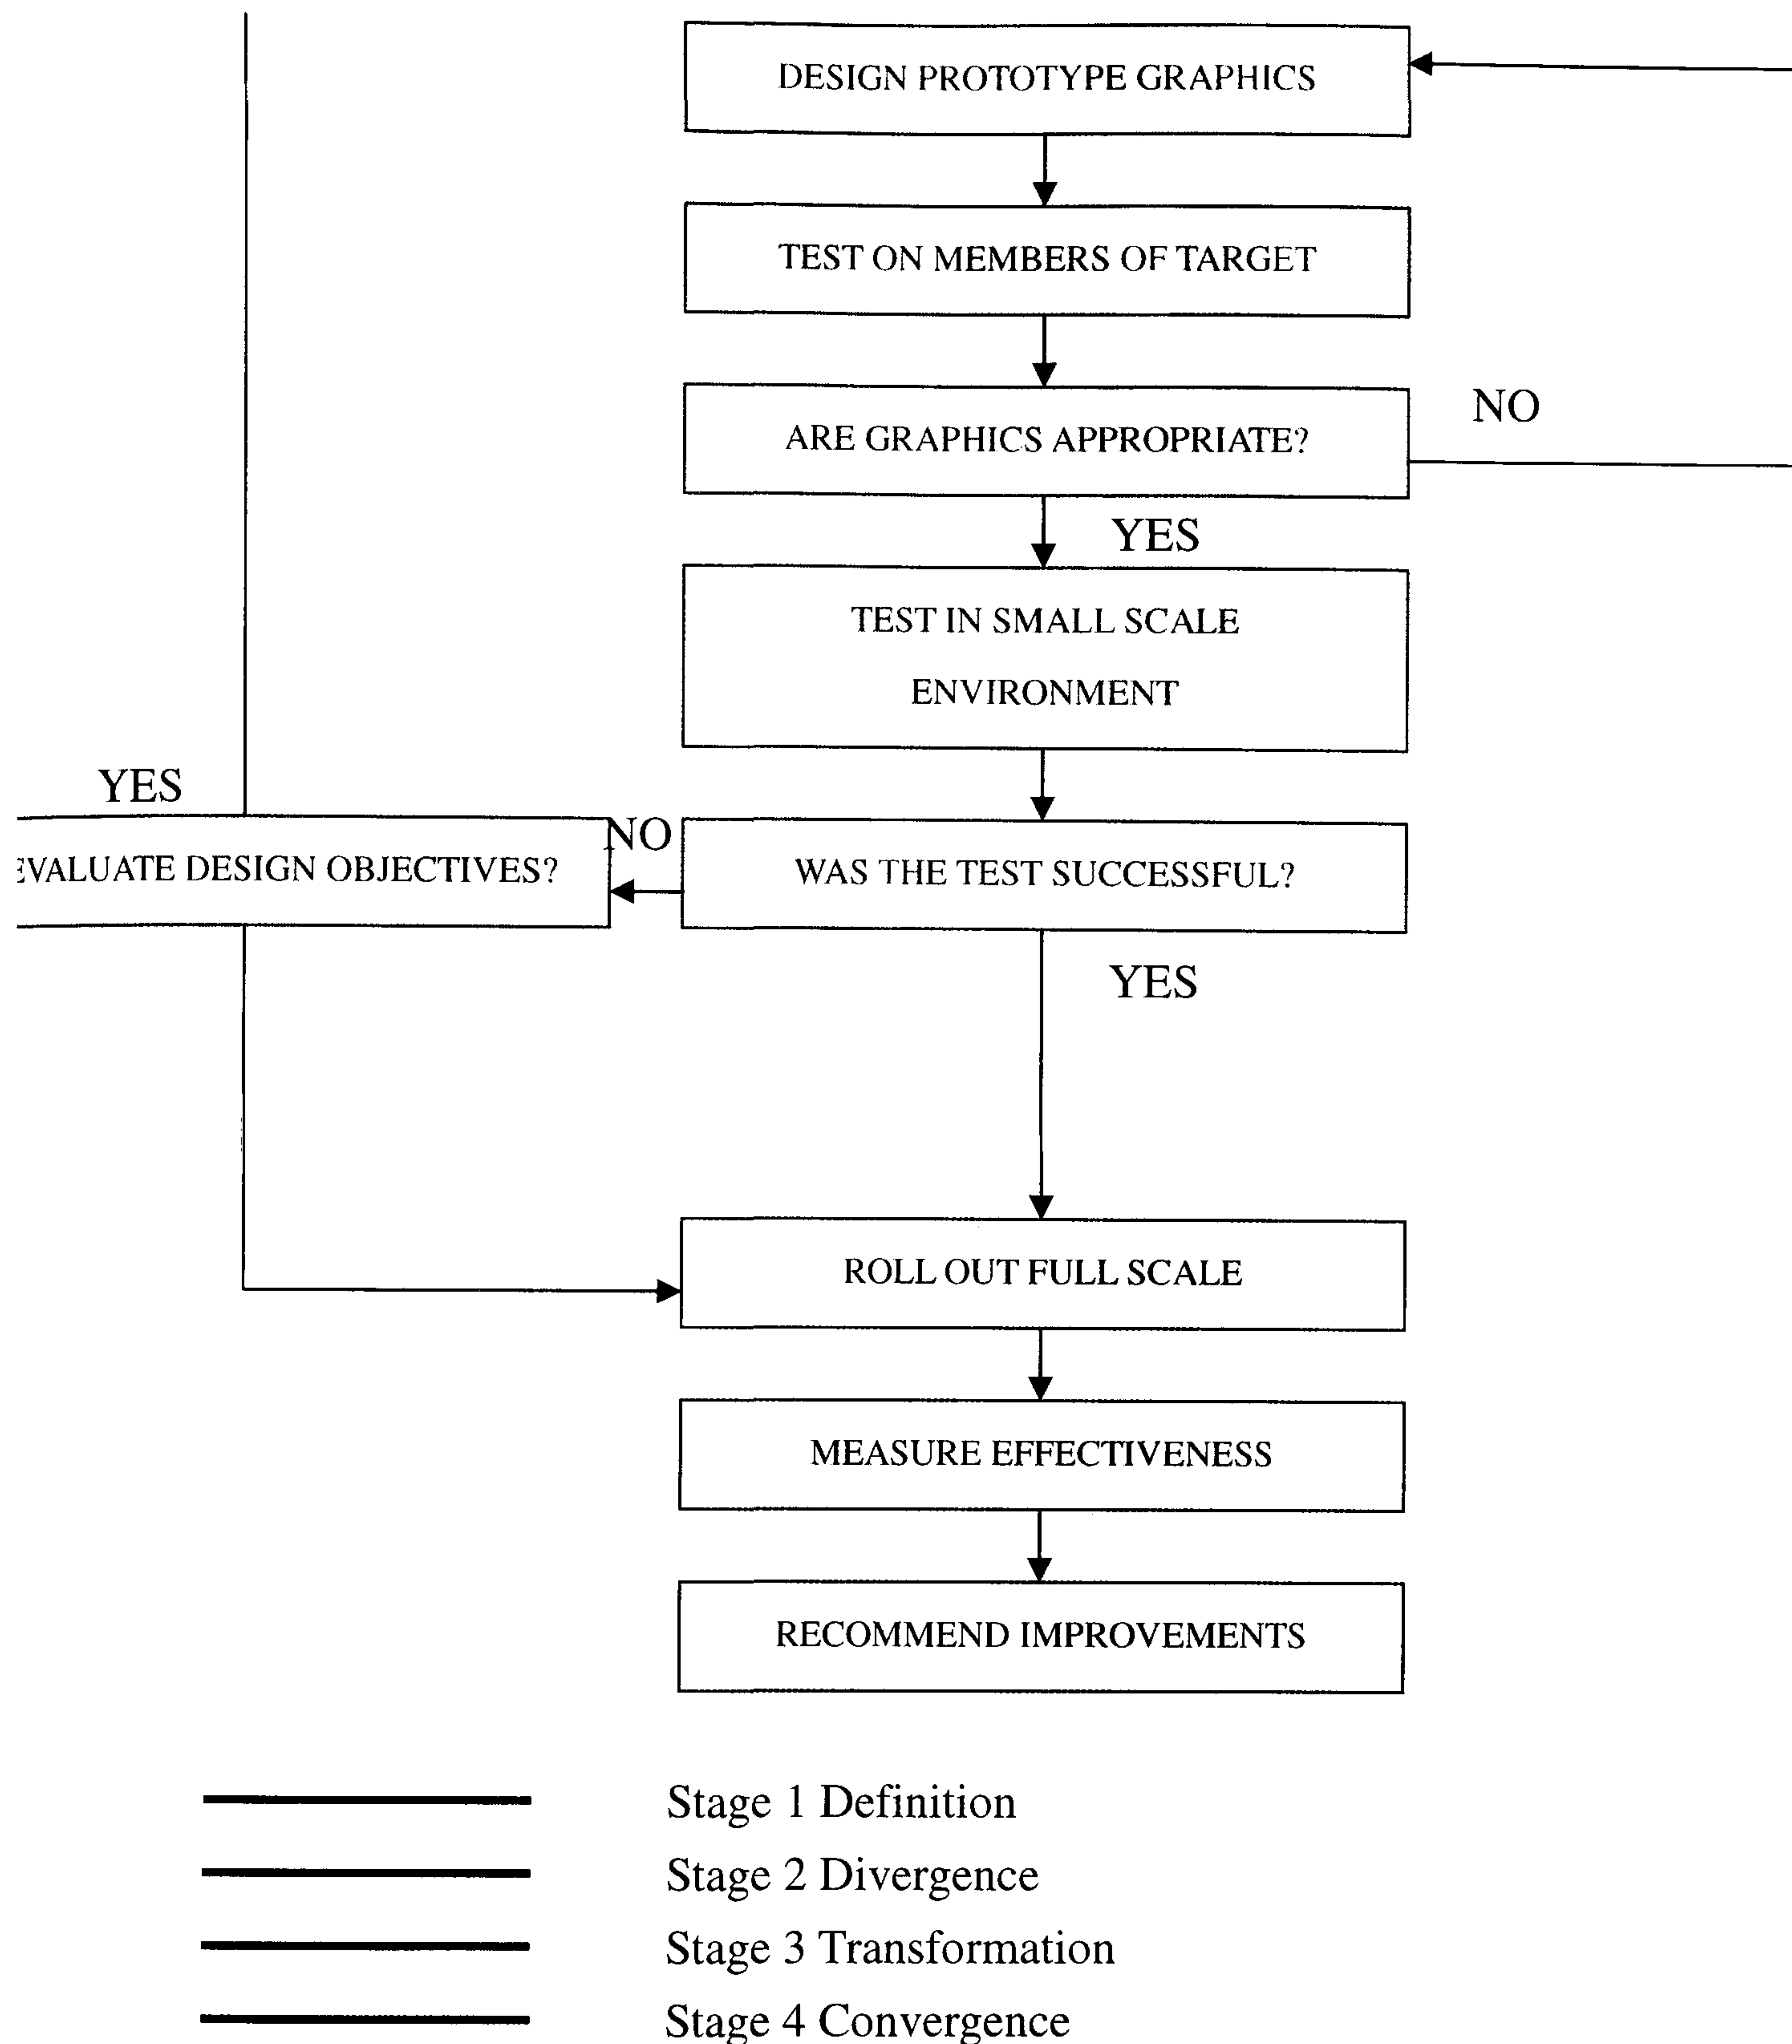 DESIGN PROTOTYPE GRAPHICS
TEST ON MEMBERS OF TARGET
ARE GRAPHICS APPROPRIATE?
NO
YES
TEST IN SMALL SCALE
ENVIRONMENT
YES
NO
EVALUATE DESIGN OBJECTIVES?
WAS THE TEST SUCCESSFUL?
YES
ROLL OUT FULL SCALE
MEASURE EFFECTIVENESS
RECOMMEND IMPROVEMENTS
Stage 1 Definition
Stage 2 Divergence
Stage 3 Transformation
Stage 4 Convergence